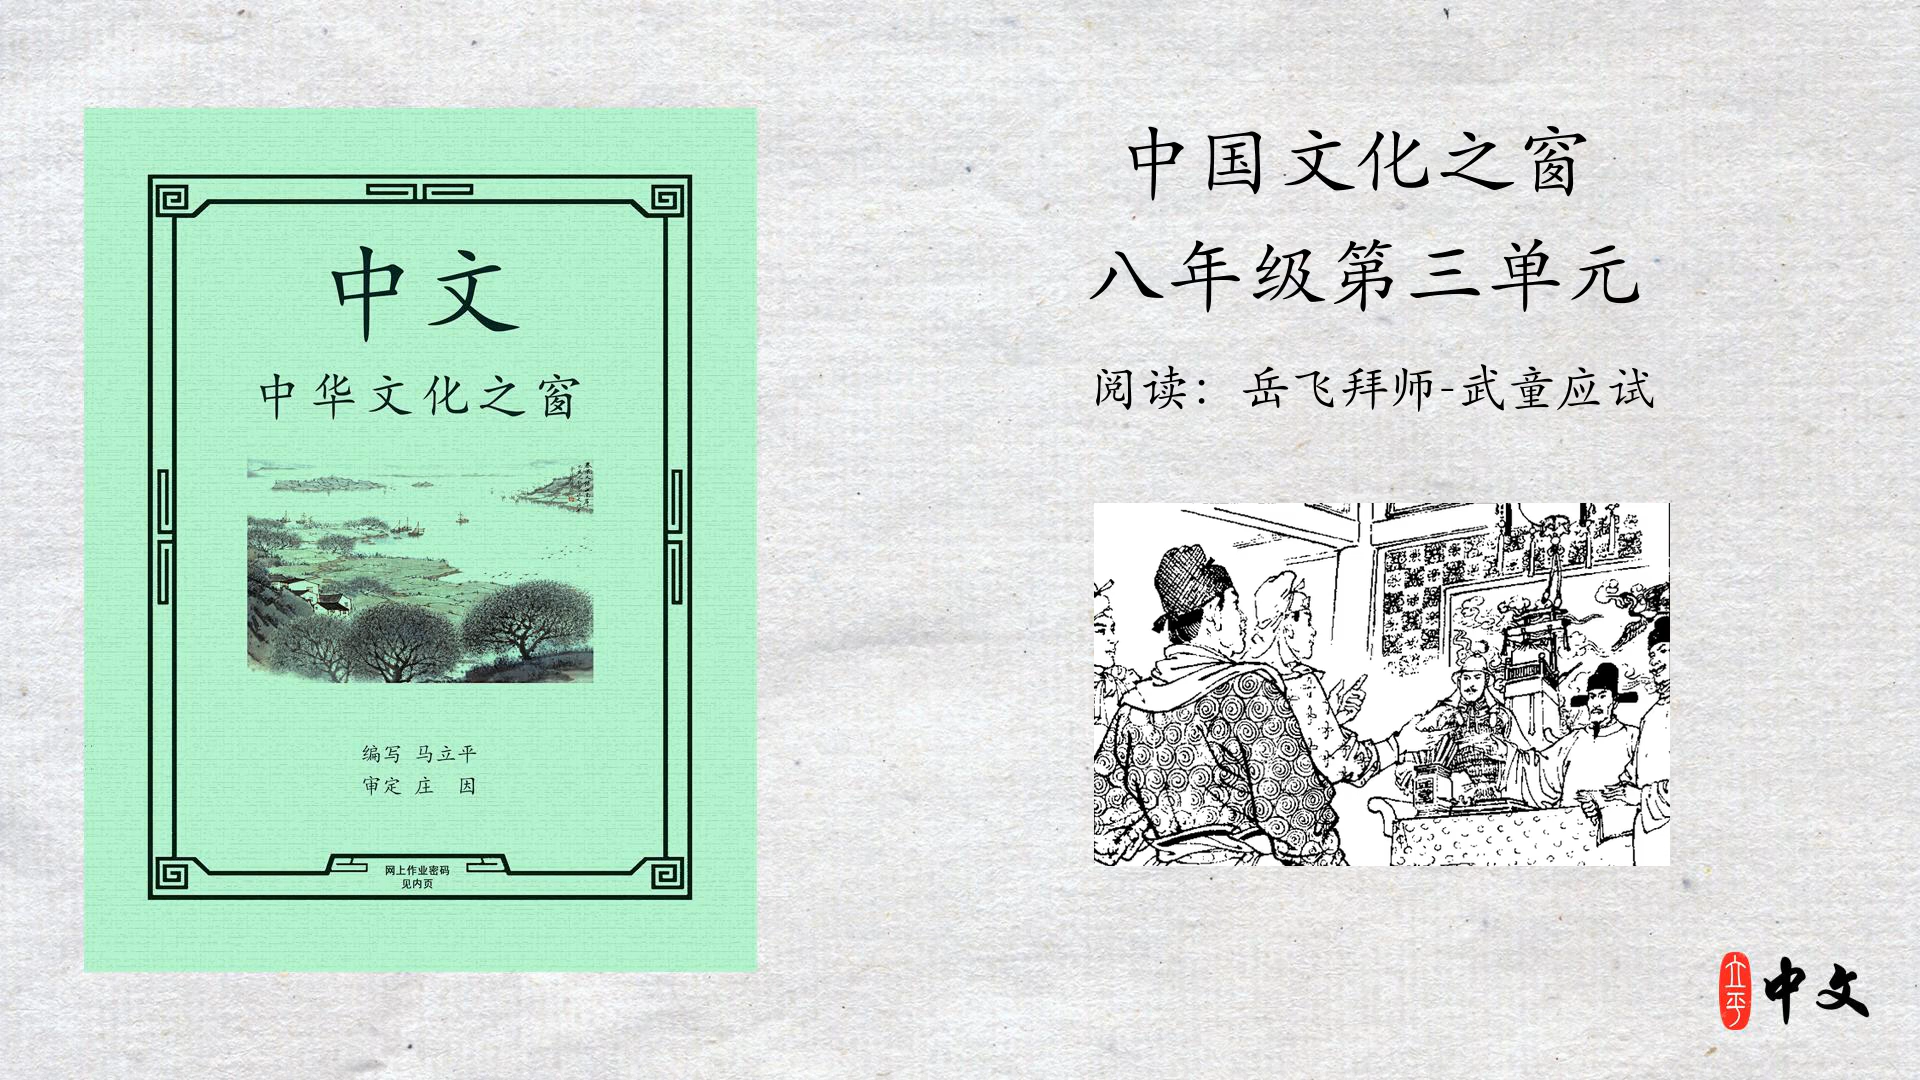 中文
中华文化之窗
编写 马立平
审定 庄 因
网上作业密码
见内页
中国文化之窗
八年级第三单元
阅读：岳飞拜师-武童应试
立平
中文